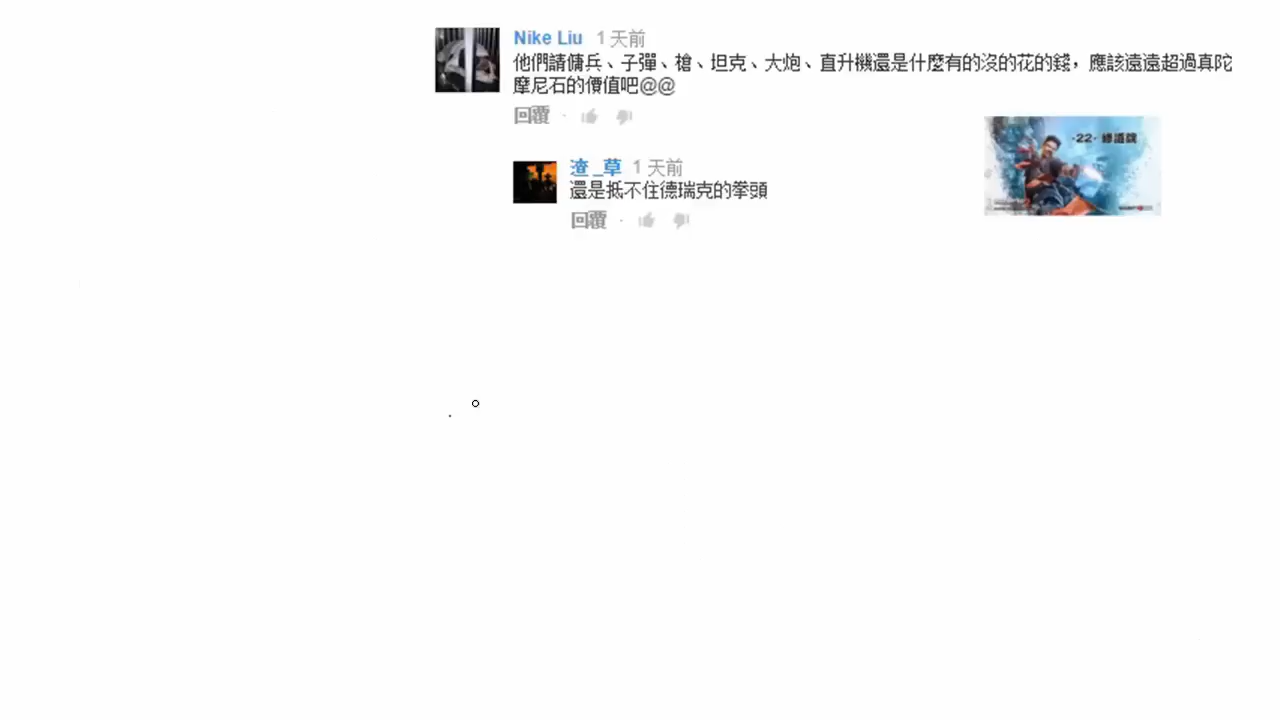 Nike Liu 1 天前
他們請傭兵、子彈、槍、坦克、大炮、直升機還是什麼有的沒的花的錢，應該遠遠超過真陀
摩尼石的價值吧@@
回覆 ·
渣_草 1 天前
還是抵不住德瑞克的拳頭
回覆 ·
-22-